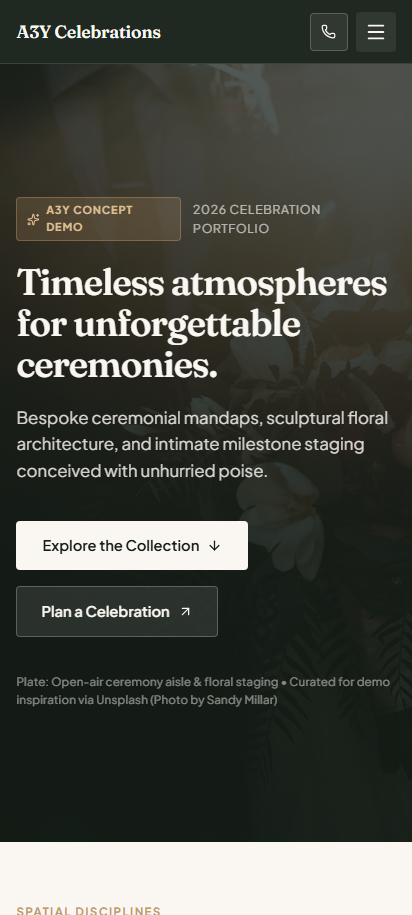 A3Y Celebrations
A3Y CONCEPT
DEMO
2026 CELEBRATION
PORTFOLIO
Timeless atmospheres
for unforgettable
ceremonies.
Bespoke ceremonial mandaps, sculptural floral
architecture, and intimate milestone staging
conceived with unhurried poise.
Explore the Collection ↓
Plan a Celebration ↗
Plate: Open-air ceremony aisle & floral staging • Curated for demo
inspiration via Unsplash (Photo by Sandy Millar)
SPATIAL DISCIPLINES